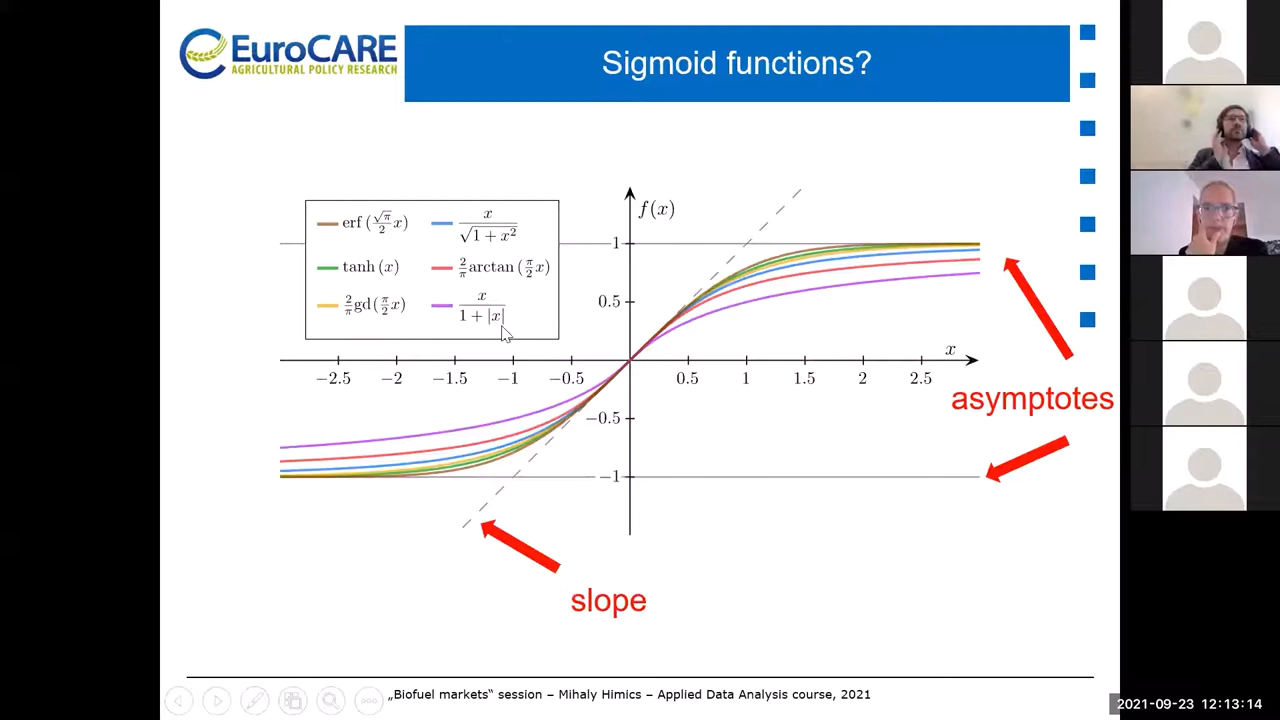 EuroCARE
AGRICULTURAL POLICY RESEARCH
Sigmoid functions?
erf (√π/2 x)
x/√(1 + x²)
tanh (x)
2/π arctan (π/2 x)
2/π gd (π/2 x)
x/(1 + |x|)
f(x)
1
0.5
x
−2.5 −2 −1.5 −1 −0.5 0.5 1 1.5 2 2.5
−0.5
−1
asymptotes
slope
„Biofuel markets“ session – Mihaly Himics – Applied Data Analysis course, 2021
2021-09-23 12:13:14